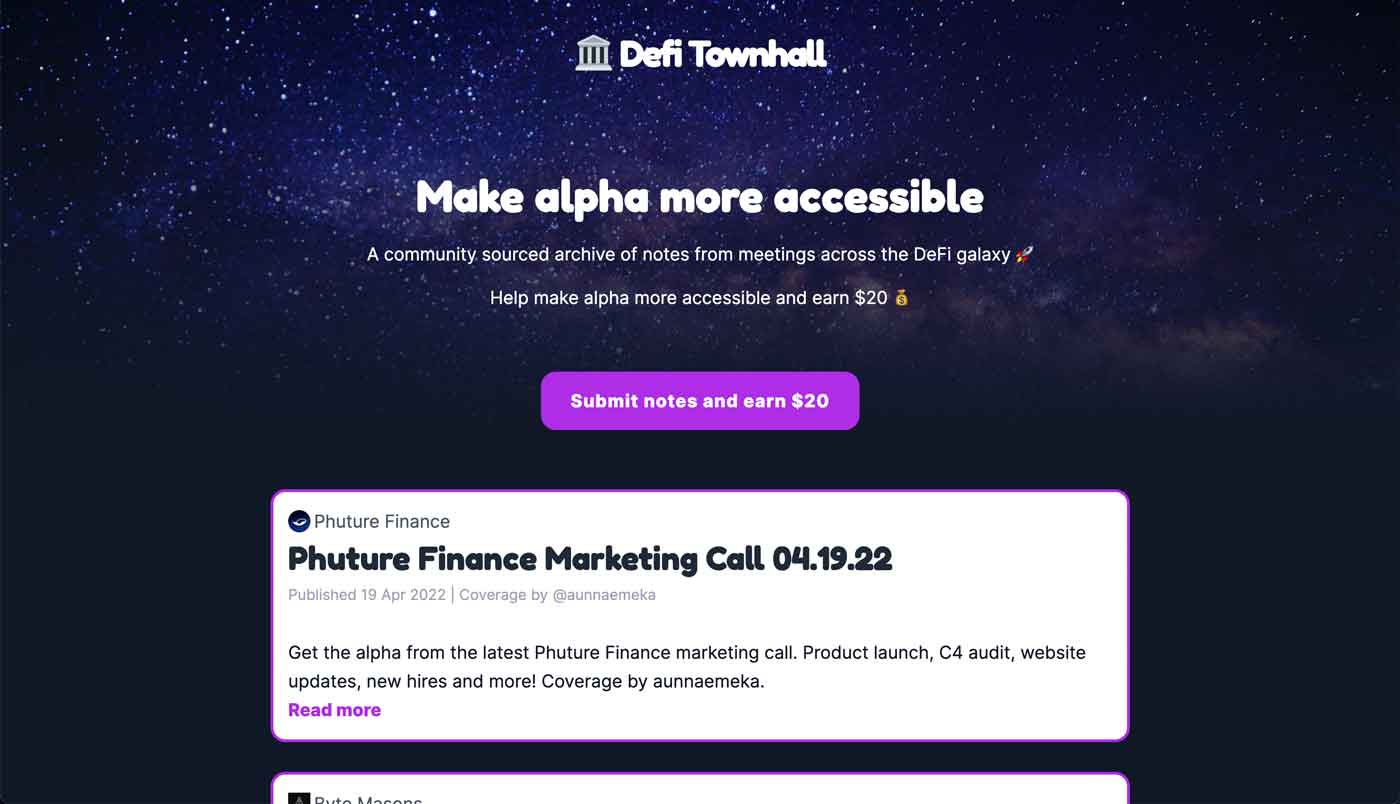 Defi Townhall
Make alpha more accessible
A community sourced archive of notes from meetings across the DeFi galaxy 🚀
Help make alpha more accessible and earn $20 💰
Submit notes and earn $20
Phuture Finance
Phuture Finance Marketing Call 04.19.22
Published 19 Apr 2022 | Coverage by @aunnaemeka
Get the alpha from the latest Phuture Finance marketing call. Product launch, C4 audit, website
updates, new hires and more! Coverage by aunnaemeka.
Read more
Byte Masons